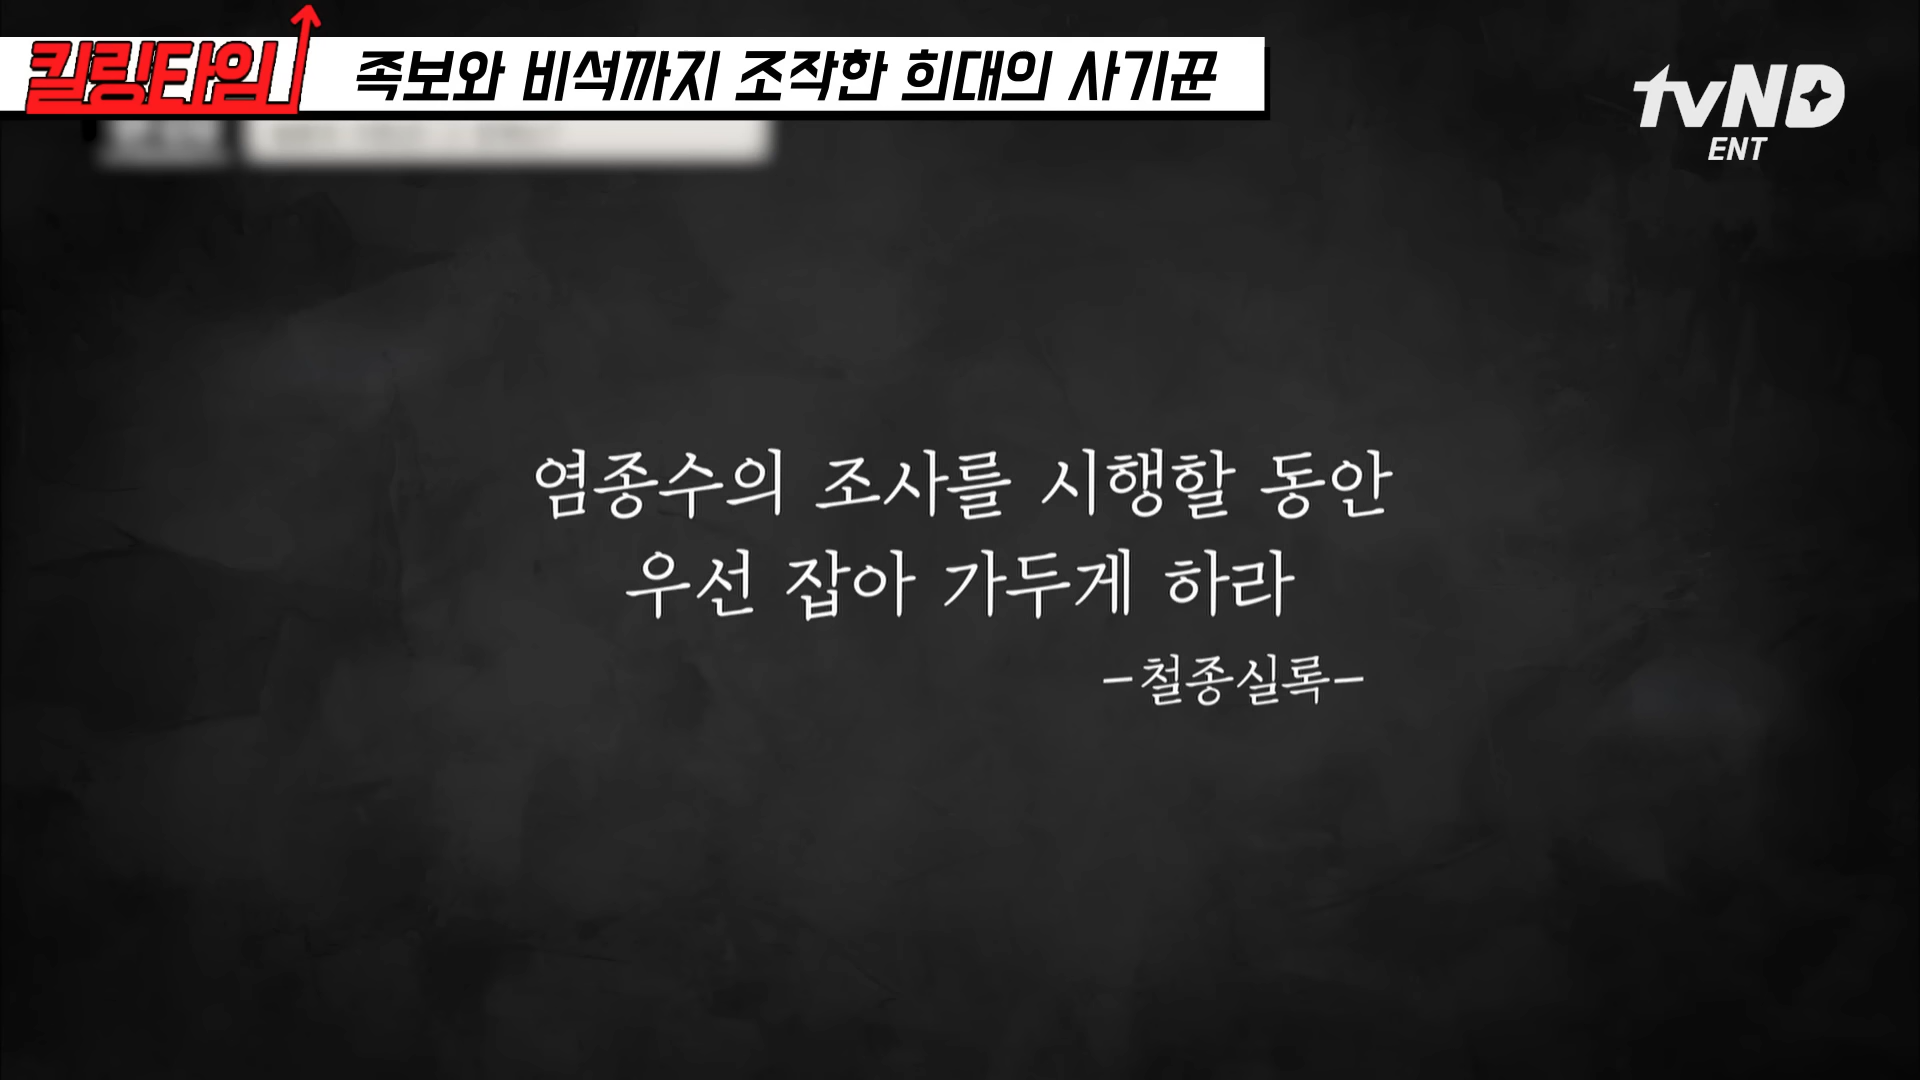 킬링타임
족보와 비석까지 조작한 희대의 사기꾼
tvND
ENT
염종수의 조사를 시행할 동안
우선 잡아 가두게 하라
-철종실록-